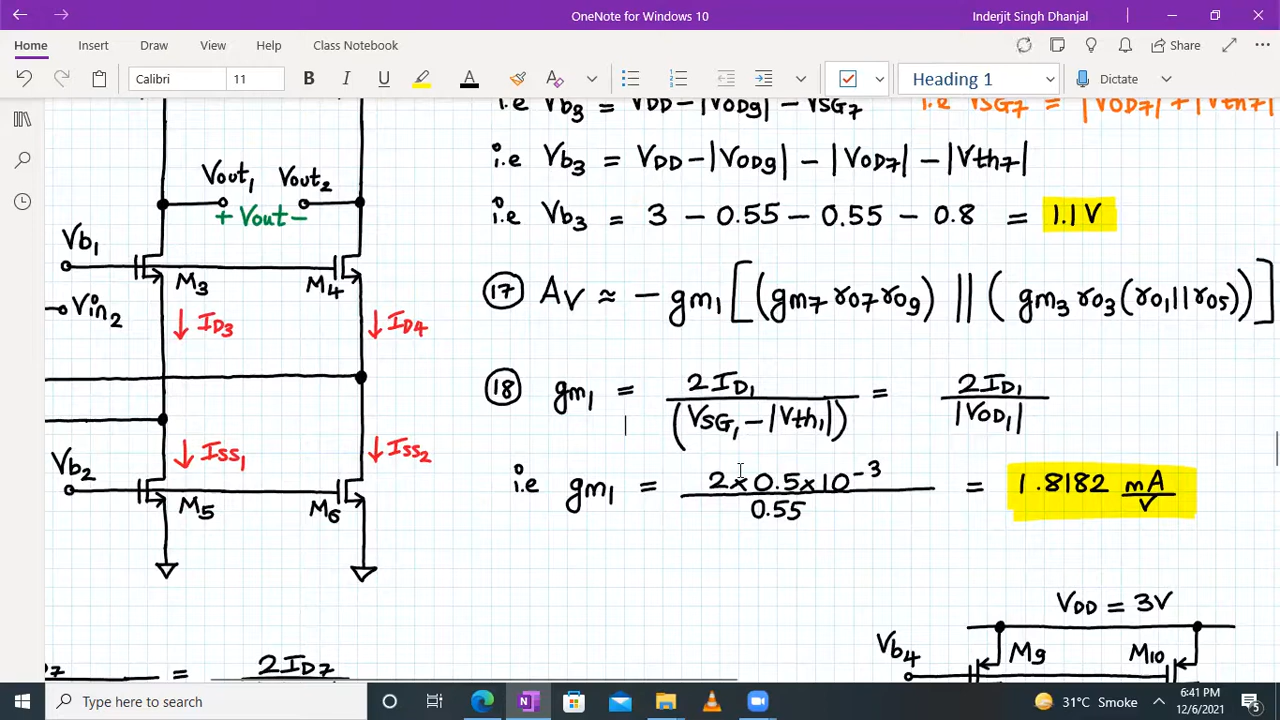 OneNote for Windows 10
Inderjit Singh Dhanjal
Home Insert Draw View Help Class Notebook
Share
Calibri 11 B I U A Heading 1 Dictate
i.e Vb3 = VDD - |VOD9| - VSG7 i.e VSG7 = |VOD7| + |Vth7|
i.e Vb3 = VDD - |VOD9| - |VOD7| - |Vth7|
i.e Vb3 = 3 - 0.55 - 0.55 - 0.8 = 1.1 V
17 Av ≈ - gm1 [(gm7 ro7 ro9) || (gm3 ro3 (ro1 || ro5))]
18 gm1 = 2ID1 / (VSG1 - |Vth1|) = 2ID1 / |VOD1|
i.e gm1 = 2x0.5x10^-3 / 0.55 = 1.8182 mA/V
Vout1 Vout2
+ Vout -
Vb1
M3 M4
Vin2
ID3 ID4
ISS1 ISS2
Vb2
M5 M6
VDD = 3V
Vb4
M9 M10
= 2ID7
Type here to search
31°C Smoke
6:41 PM
12/6/2021
5